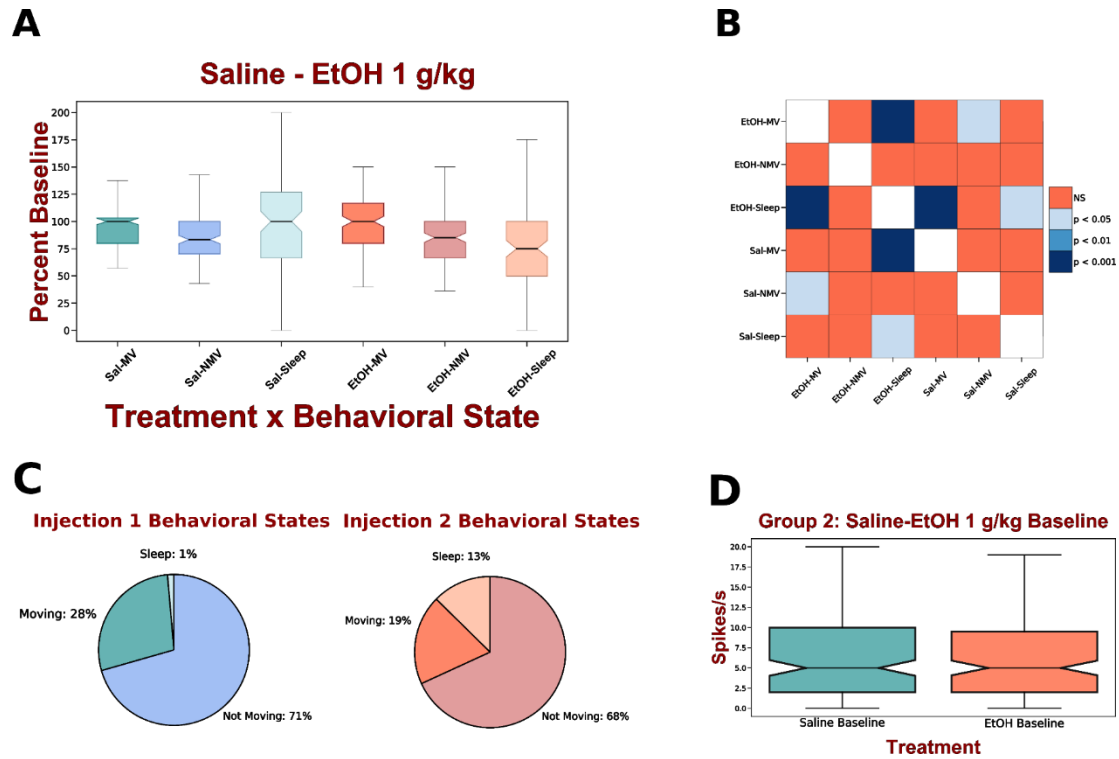 A
Saline - EtOH 1 g/kg
Percent Baseline
200
175
150
125
100
75
50
25
0
Sal-MV
Sal-NMV
Sal-Sleep
EtOH-MV
EtOH-NMV
EtOH-Sleep
Treatment x Behavioral State
B
EtOH-MV
EtOH-NMV
EtOH-Sleep
Sal-MV
Sal-NMV
Sal-Sleep
EtOH-MV
EtOH-NMV
EtOH-Sleep
Sal-MV
Sal-NMV
Sal-Sleep
NS
p < 0.05
p < 0.01
p < 0.001
C
Injection 1 Behavioral States
Sleep: 1%
Moving: 28%
Not Moving: 71%
Injection 2 Behavioral States
Sleep: 13%
Moving: 19%
Not Moving: 68%
D
Group 2: Saline-EtOH 1 g/kg Baseline
Spikes/s
20.0
17.5
15.0
12.5
10.0
7.5
5.0
2.5
0.0
Saline Baseline
EtOH Baseline
Treatment